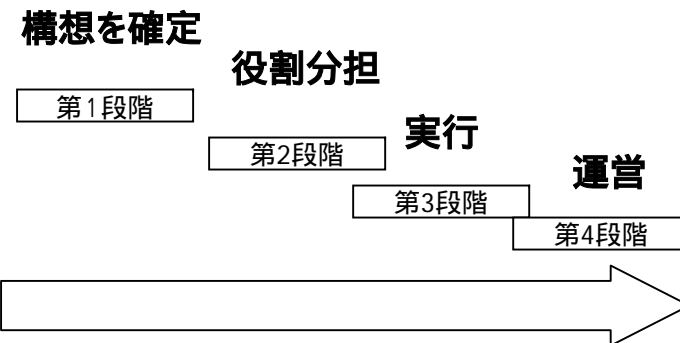 構想を確定
第1段階
役割分担
第2段階
実行
第3段階
運営
第4段階